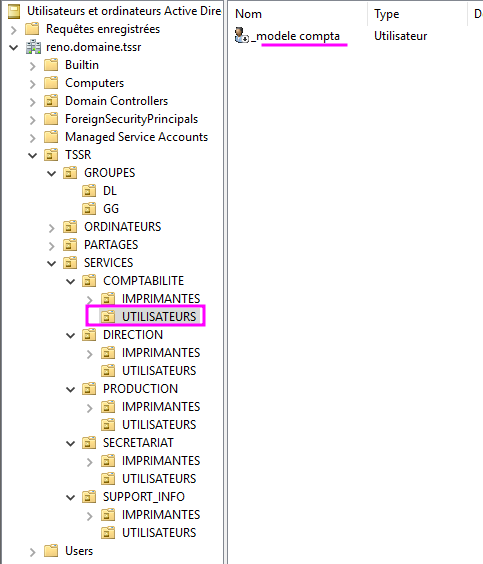 Utilisateurs et ordinateurs Active Dire
Requêtes enregistrées
reno.domaine.tssr
Builtin
Computers
Domain Controllers
ForeignSecurityPrincipals
Managed Service Accounts
TSSR
GROUPES
DL
GG
ORDINATEURS
PARTAGES
SERVICES
COMPTABILITE
IMPRIMANTES
UTILISATEURS
DIRECTION
IMPRIMANTES
UTILISATEURS
PRODUCTION
IMPRIMANTES
UTILISATEURS
SECRETARIAT
IMPRIMANTES
UTILISATEURS
SUPPORT_INFO
IMPRIMANTES
UTILISATEURS
Users
Nom Type D
_modele compta Utilisateur